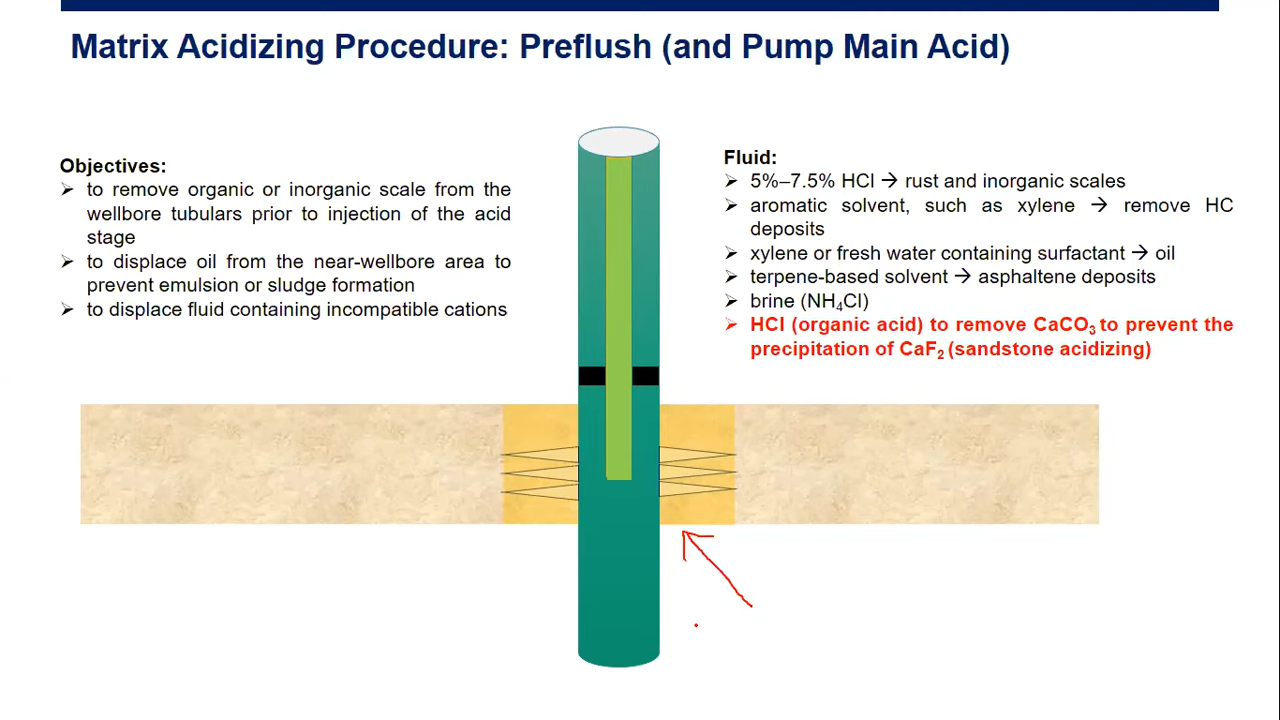 Matrix Acidizing Procedure: Preflush (and Pump Main Acid)
Objectives:
➢ to remove organic or inorganic scale from the
wellbore tubulars prior to injection of the acid
stage
➢ to displace oil from the near-wellbore area to
prevent emulsion or sludge formation
➢ to displace fluid containing incompatible cations
Fluid:
➢ 5%–7.5% HCl → rust and inorganic scales
➢ aromatic solvent, such as xylene → remove HC
deposits
➢ xylene or fresh water containing surfactant → oil
➢ terpene-based solvent → asphaltene deposits
➢ brine (NH₄Cl)
➢ HCl (organic acid) to remove CaCO₃ to prevent the
precipitation of CaF₂ (sandstone acidizing)